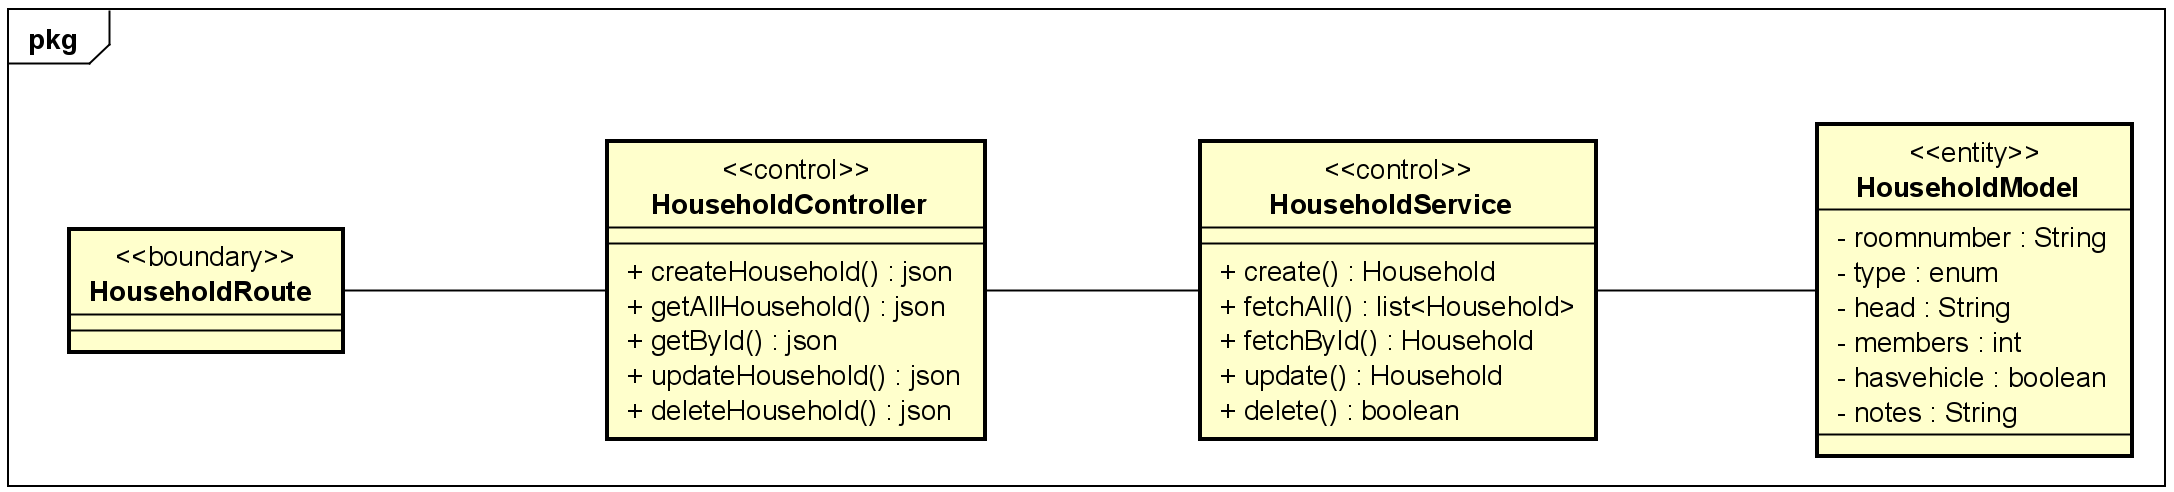 pkg
<<boundary>>
HouseholdRoute
<<control>>
HouseholdController
+ createHousehold() : json
+ getAllHousehold() : json
+ getById() : json
+ updateHousehold() : json
+ deleteHousehold() : json
<<control>>
HouseholdService
+ create() : Household
+ fetchAll() : list<Household>
+ fetchById() : Household
+ update() : Household
+ delete() : boolean
<<entity>>
HouseholdModel
- roomnumber : String
- type : enum
- head : String
- members : int
- hasvehicle : boolean
- notes : String